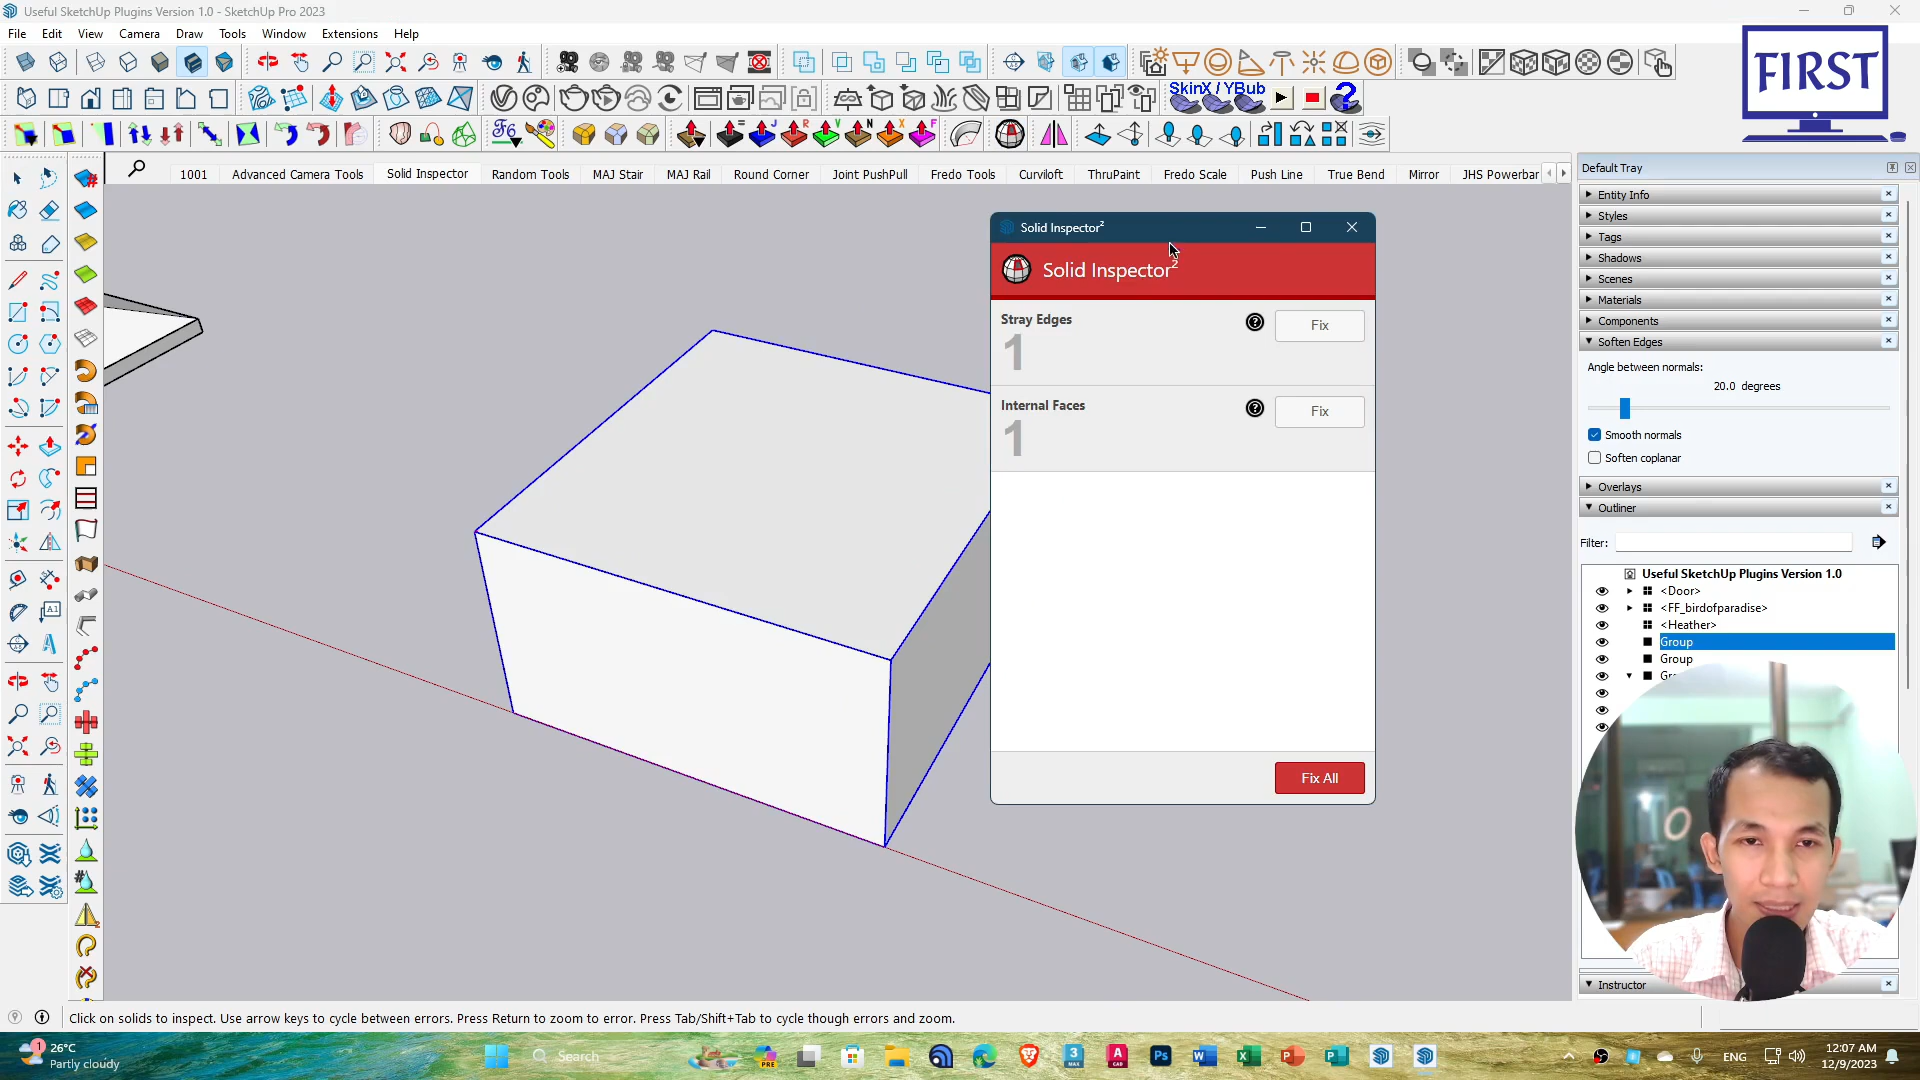 Useful SketchUp Plugins Version 1.0 - SketchUp Pro 2023
File Edit View Camera Draw Tools Window Extensions Help
FIRST
SkinX / YBub
1001 Advanced Camera Tools Solid Inspector Random Tools MAJ Stair MAJ Rail Round Corner Joint PushPull Fredo Tools Curviloft ThruPaint Fredo Scale Push Line True Bend Mirror JHS Powerbar
Default Tray
Entity Info
Styles
Tags
Shadows
Scenes
Materials
Components
Soften Edges
Angle between normals:
20.0 degrees
Smooth normals
Soften coplanar
Overlays
Outliner
Filter:
Useful SketchUp Plugins Version 1.0
<Door>
<FF_birdofparadise>
<Heather>
Group
Group
Instructor
Solid Inspector²
Solid Inspector²
Stray Edges
1
Fix
Internal Faces
1
Fix
Fix All
Click on solids to inspect. Use arrow keys to cycle between errors. Press Return to zoom to error. Press Tab/Shift+Tab to cycle though errors and zoom.
1
26°C
Partly cloudy
Search
ENG
12:07 AM
12/9/2023